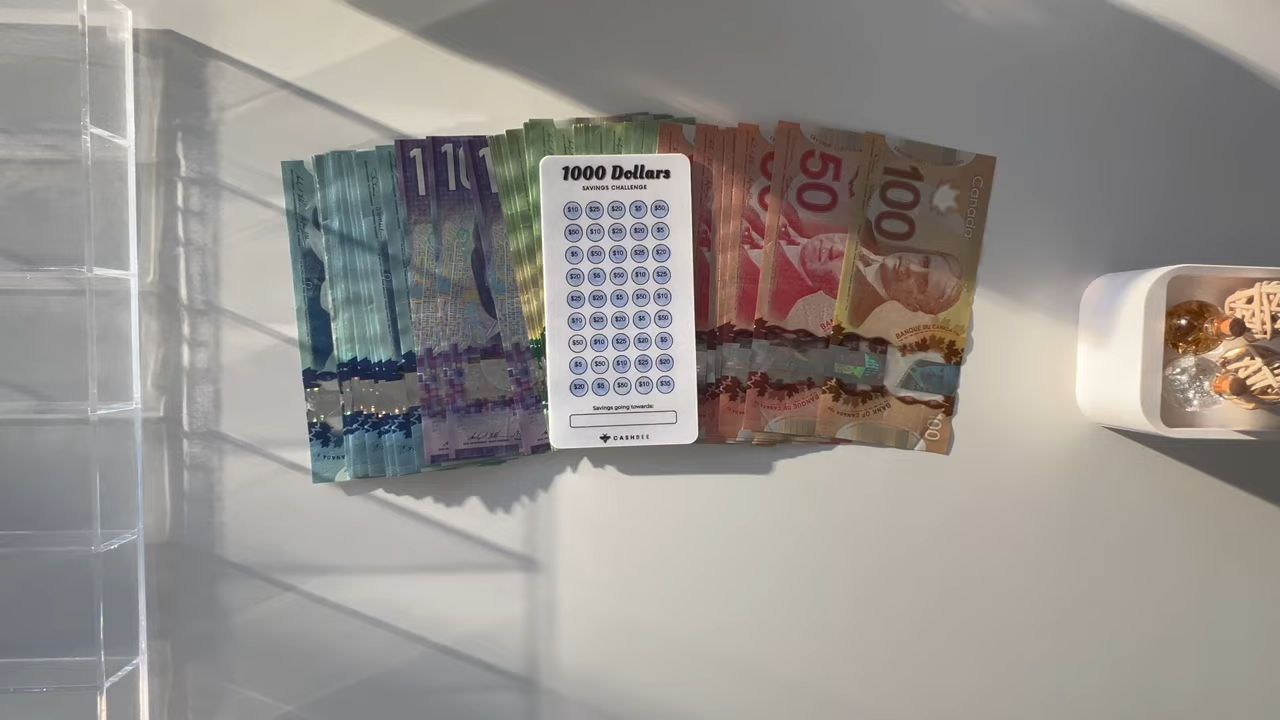 1000 Dollars
SAVINGS CHALLENGE
$10 $25 $20 $5 $50
$50 $10 $25 $20 $5
$5 $50 $10 $25 $20
$20 $5 $50 $10 $25
$25 $20 $5 $50 $10
$10 $25 $20 $5 $50
$50 $10 $25 $20 $5
$5 $50 $10 $25 $20
$20 $5 $50 $10 $35
Savings going towards:
CASHBEE
10
50
100
Canada
BANQUE DU CANADA
BANK OF CANADA
100